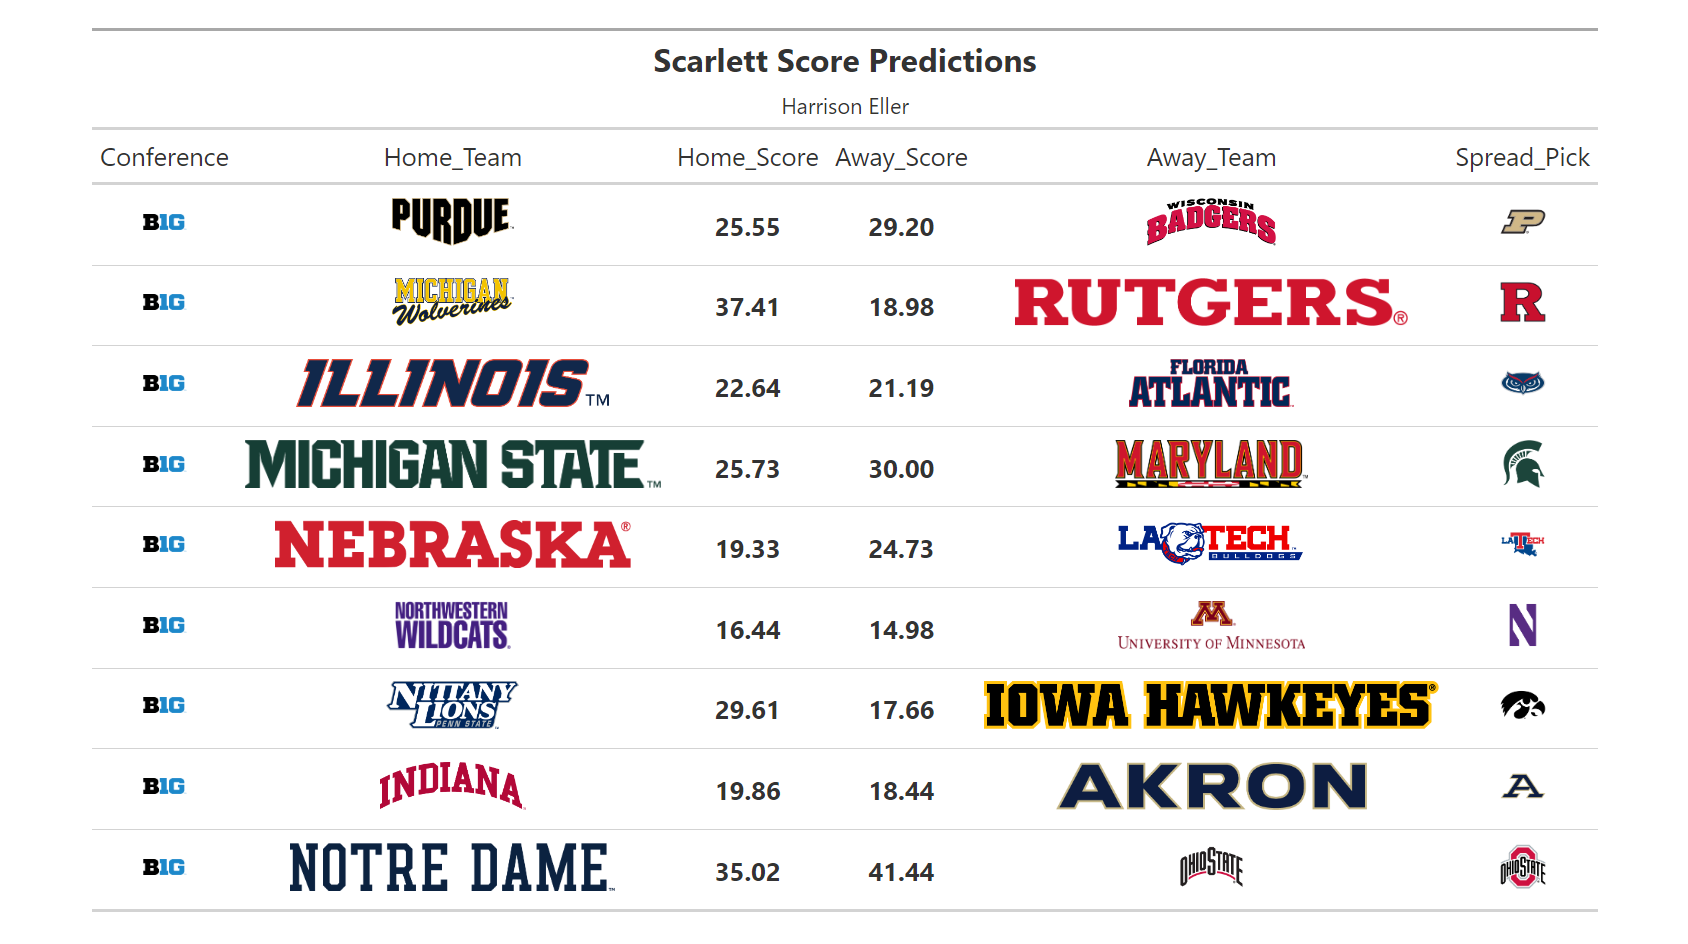 Scarlett Score Predictions
Harrison Eller
Conference Home_Team Home_Score Away_Score Away_Team Spread_Pick
B1G PURDUE 25.55 29.20 WISCONSIN BADGERS P
B1G MICHIGAN Wolverines 37.41 18.98 RUTGERS® R
B1G ILLINOIS™ 22.64 21.19 FLORIDA ATLANTIC
B1G MICHIGAN STATE™ 25.73 30.00 MARYLAND
B1G NEBRASKA® 19.33 24.73 LA TECH BULLDOGS LA TECH
B1G NORTHWESTERN WILDCATS 16.44 14.98 M UNIVERSITY OF MINNESOTA N
B1G NITTANY LIONS PENN STATE 29.61 17.66 IOWA HAWKEYES®
B1G INDIANA 19.86 18.44 AKRON A
B1G NOTRE DAME™ 35.02 41.44 OHIO STATE OHIO STATE